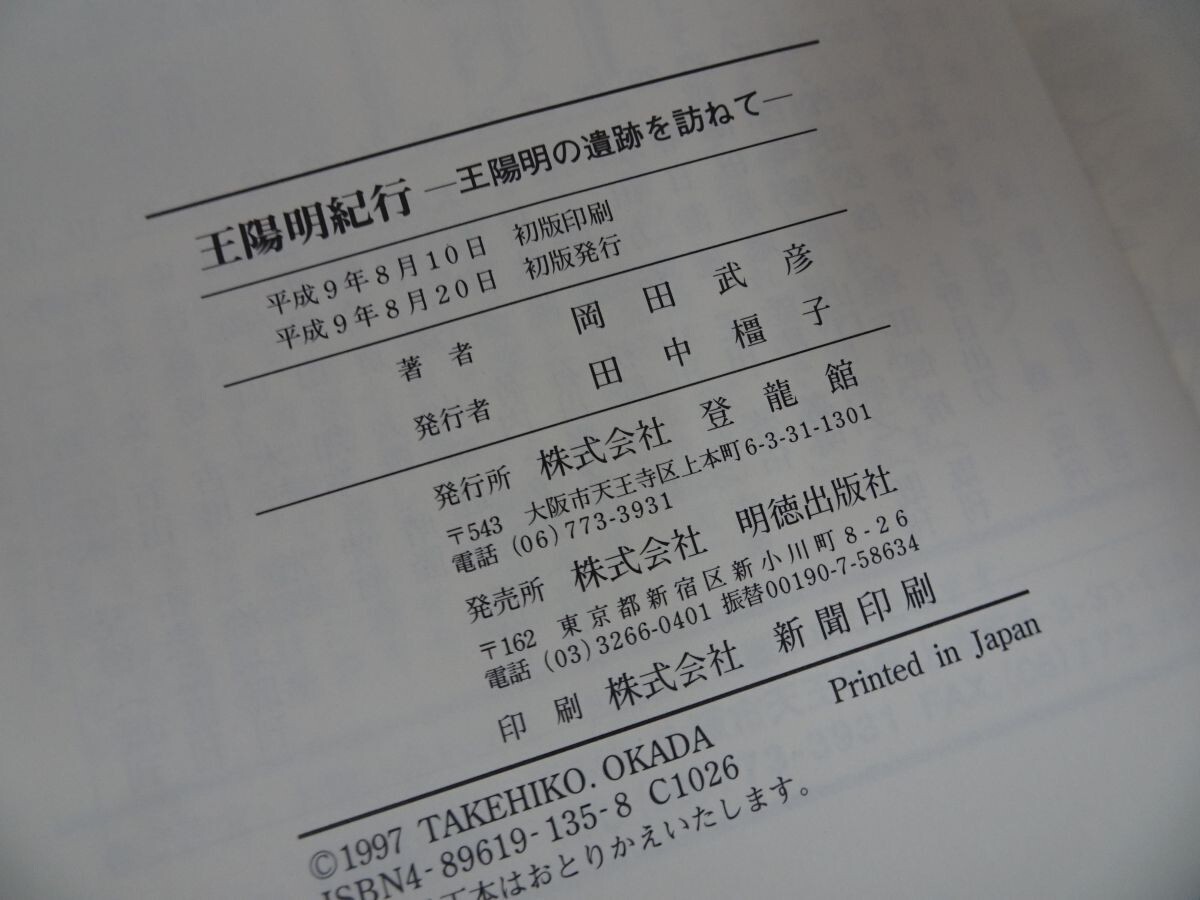 王陽明紀行 ―王陽明の遺跡を訪ねて―
平成9年8月10日 初版印刷
平成9年8月20日 初版発行
著者 岡田武彦
発行者 田中橿子
発行所 株式会社 登龍館
〒543 大阪市天王寺区上本町6-3-31-1301
電話 (06)773-3931
発売所 株式会社 明徳出版社
〒162 東京都新宿区新小川町8-26
電話 (03)3266-0401 振替00190-7-58634
印刷 株式会社 新聞印刷
Printed in Japan
©1997 TAKEHIKO. OKADA
ISBN4-89619-135-8 C1026
本はおとりかえいたします。